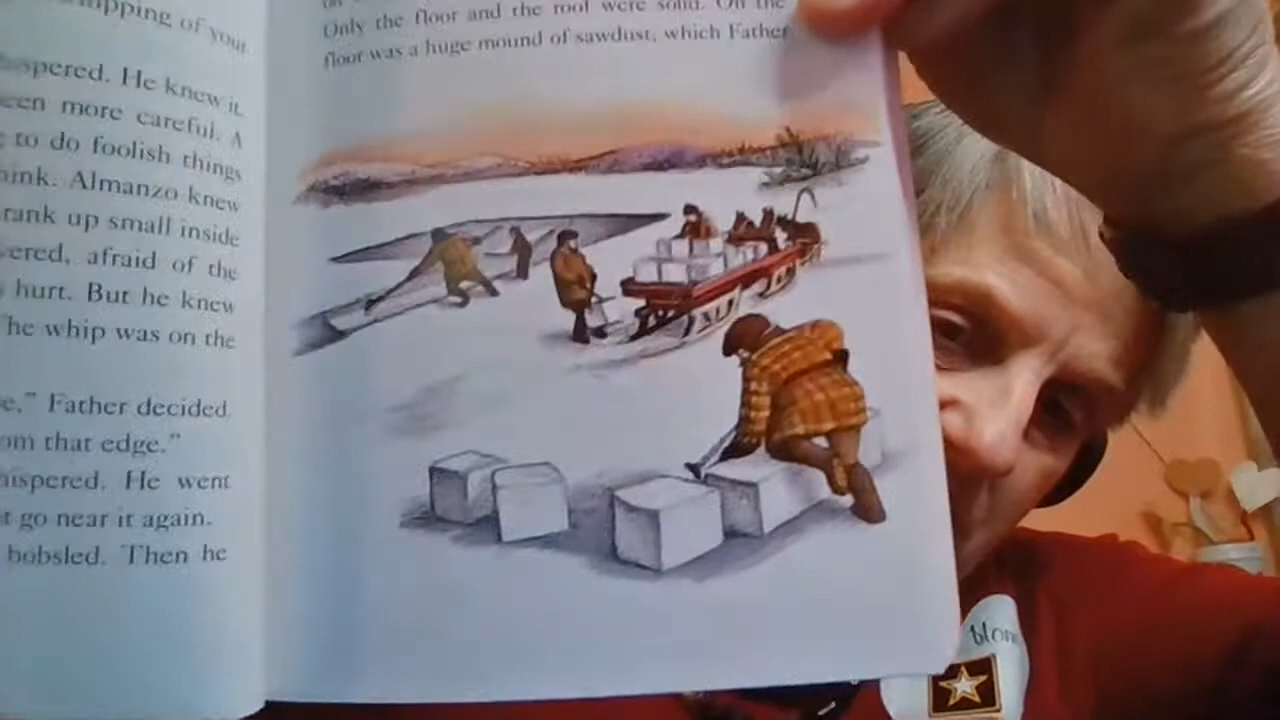 ipping of your
spered. He knew it.
een more careful. A
to do foolish things
ink. Almanzo knew
rank up small inside
ered, afraid of the
hurt. But he knew
he whip was on the
e," Father decided.
om that edge."
ispered. He went
t go near it again.
bobsled. Then he
Only the floor and the roof were solid. On the
floor was a huge mound of sawdust, which Father